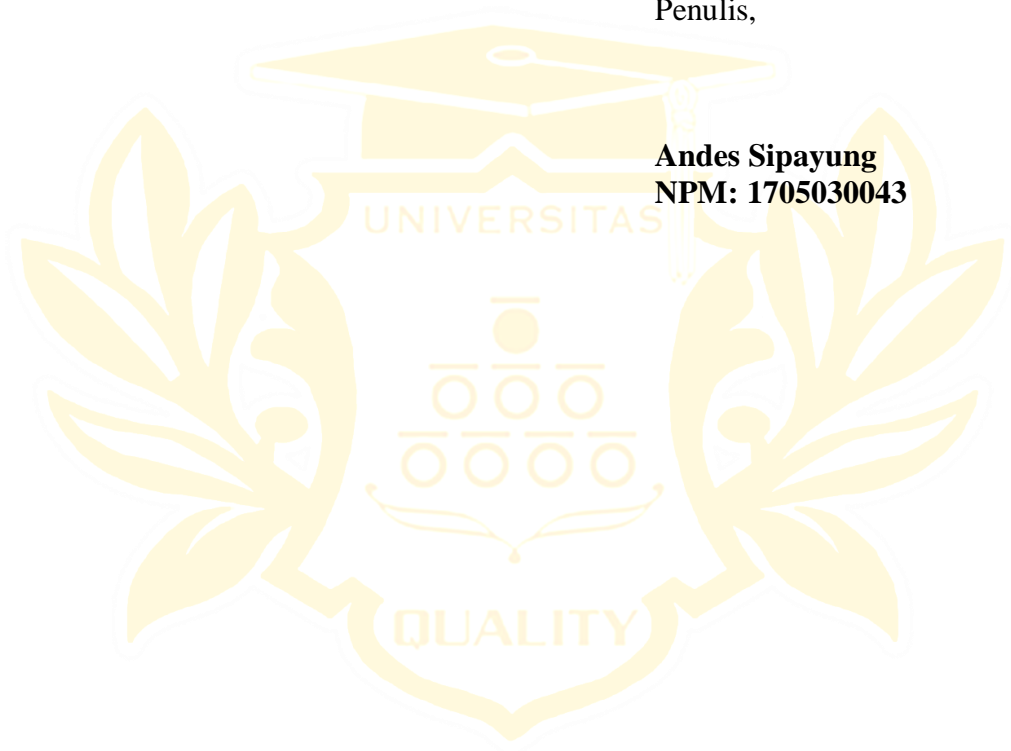 Penulis,
Andes Sipayung
NPM: 1705030043
UNIVERSITAS
QUALITY